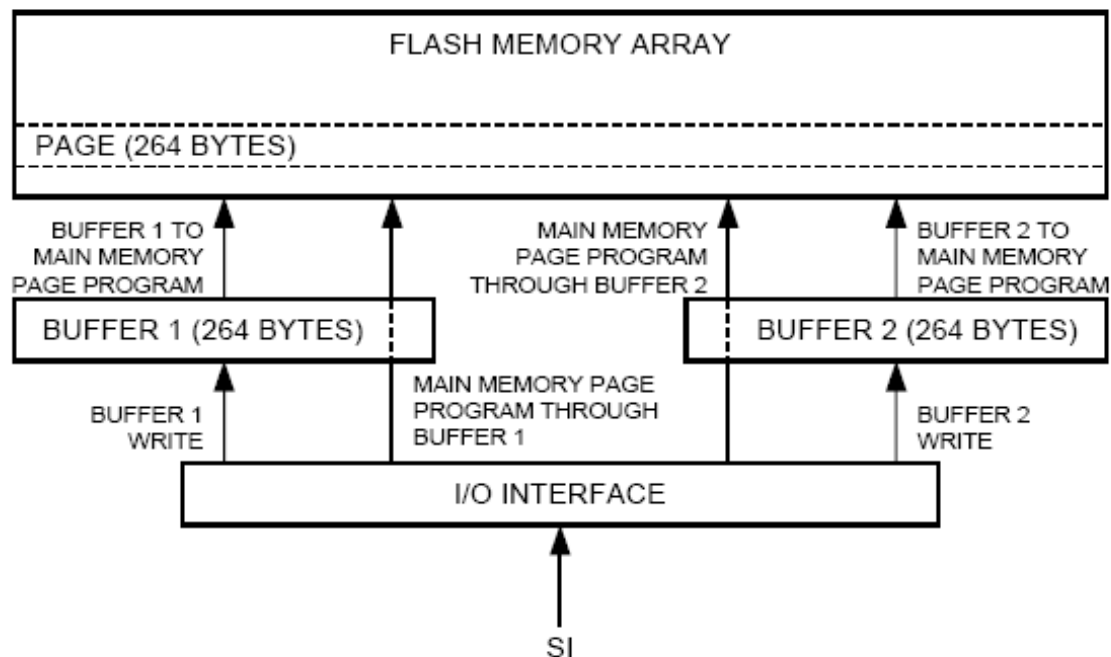 FLASH MEMORY ARRAY
PAGE (264 BYTES)
BUFFER 1 TO
MAIN MEMORY
PAGE PROGRAM
MAIN MEMORY
PAGE PROGRAM
THROUGH BUFFER 2
BUFFER 2 TO
MAIN MEMORY
PAGE PROGRAM
BUFFER 1 (264 BYTES)
BUFFER 2 (264 BYTES)
BUFFER 1
WRITE
MAIN MEMORY PAGE
PROGRAM THROUGH
BUFFER 1
BUFFER 2
WRITE
I/O INTERFACE
SI